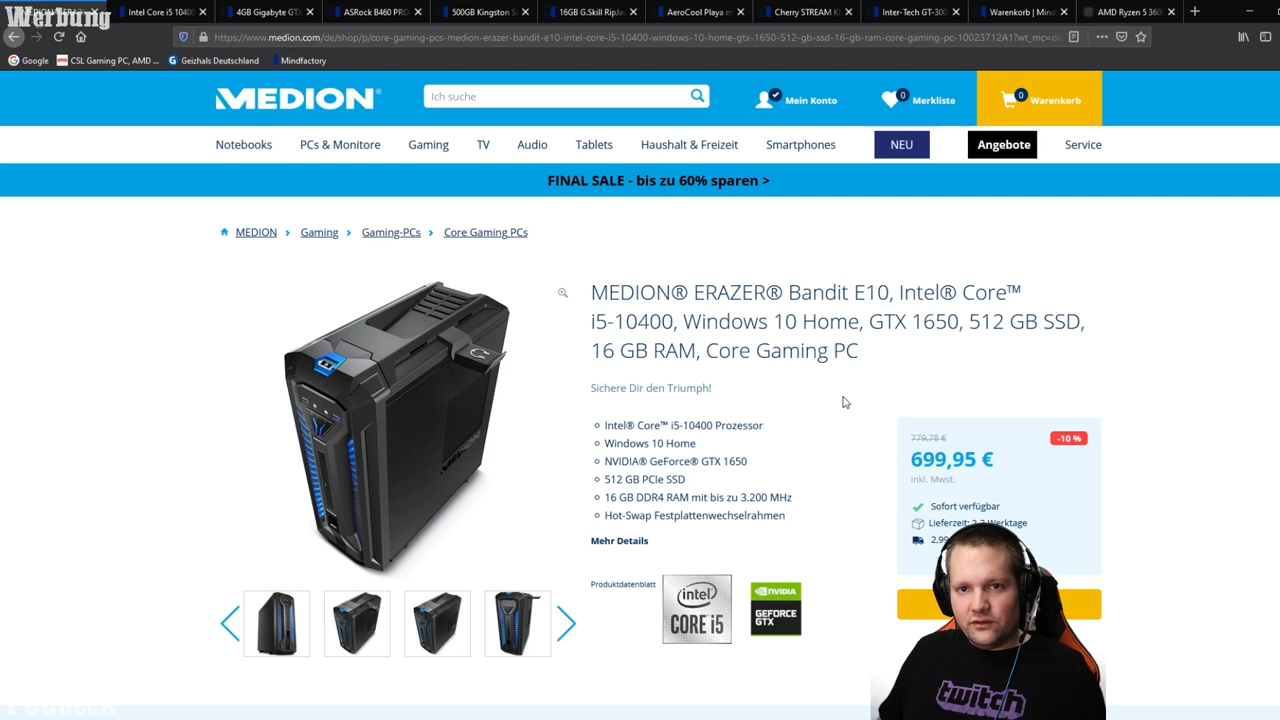 Werbung
Intel Core i5 1040
4GB Gigabyte GT
ASRock B460 PRO
500GB Kingston
16GB G.Skill RipJa
AeroCool Playa m
Cherry STREAM K
Inter-Tech GT-300
Warenkorb | Mind
AMD Ryzen 5 360
https://www.medion.com/de/shop/p/core-gaming-pcs-medion-erazer-bandit-e10-intel-core-i5-10400-windows-10-home-gtx-1650-512-gb-ssd-16-gb-ram-core-gaming-pc-10023712A1?wt_mc=de
Google
CSL Gaming PC, AMD ...
Geizhals Deutschland
Mindfactory
MEDION®
Ich suche
Mein Konto
0
Merkliste
0
Warenkorb
Notebooks
PCs & Monitore
Gaming
TV
Audio
Tablets
Haushalt & Freizeit
Smartphones
NEU
Angebote
Service
FINAL SALE - bis zu 60% sparen >
MEDION › Gaming › Gaming-PCs › Core Gaming PCs
MEDION® ERAZER® Bandit E10, Intel® Core™
i5-10400, Windows 10 Home, GTX 1650, 512 GB SSD,
16 GB RAM, Core Gaming PC
Sichere Dir den Triumph!
Intel® Core™ i5-10400 Prozessor
Windows 10 Home
NVIDIA® GeForce® GTX 1650
512 GB PCIe SSD
16 GB DDR4 RAM mit bis zu 3.200 MHz
Hot-Swap Festplattenwechselrahmen
Mehr Details
779,78 €
-10 %
699,95 €
inkl. Mwst.
Sofort verfügbar
Lieferzeit: 2-3 Werktage
2,99
Produktdatenblatt
intel
CORE i5
NVIDIA
GEFORCE
GTX
twitch